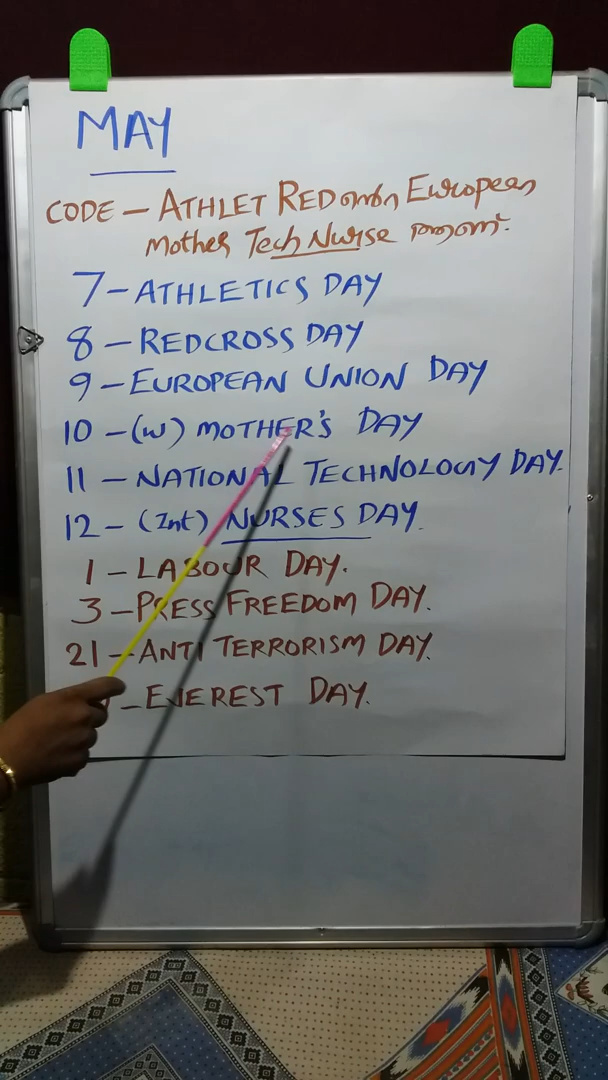 MAY
CODE – ATHLET RED European
Mother Tech Nurse
7 – ATHLETICS DAY
8 – REDCROSS DAY
9 – EUROPEAN UNION DAY
10 – (W) MOTHER'S DAY
11 – NATIONAL TECHNOLOGY DAY.
12 – (Int) NURSES DAY.
1 – LABOUR DAY.
3 – PRESS FREEDOM DAY.
21 – ANTI TERRORISM DAY.
– EVEREST DAY.